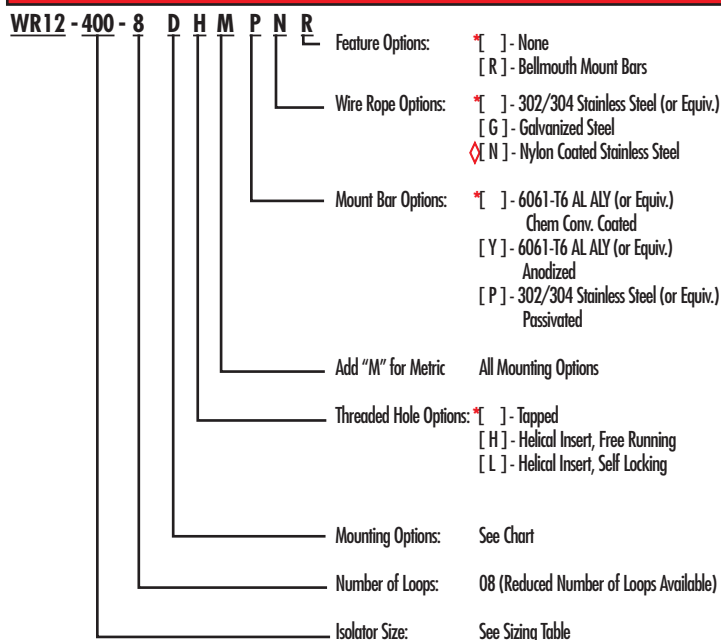 WR12 - 400 - 8 D H M P N R
Feature Options: *[ ] - None
[ R ] - Bellmouth Mount Bars
Wire Rope Options: *[ ] - 302/304 Stainless Steel (or Equiv.)
[ G ] - Galvanized Steel
◊[ N ] - Nylon Coated Stainless Steel
Mount Bar Options: *[ ] - 6061-T6 AL ALY (or Equiv.)
Chem Conv. Coated
[ Y ] - 6061-T6 AL ALY (or Equiv.)
Anodized
[ P ] - 302/304 Stainless Steel (or Equiv.)
Passivated
Add “M” for Metric All Mounting Options
Threaded Hole Options: *[ ] - Tapped
[ H ] - Helical Insert, Free Running
[ L ] - Helical Insert, Self Locking
Mounting Options: See Chart
Number of Loops: 08 (Reduced Number of Loops Available)
Isolator Size: See Sizing Table